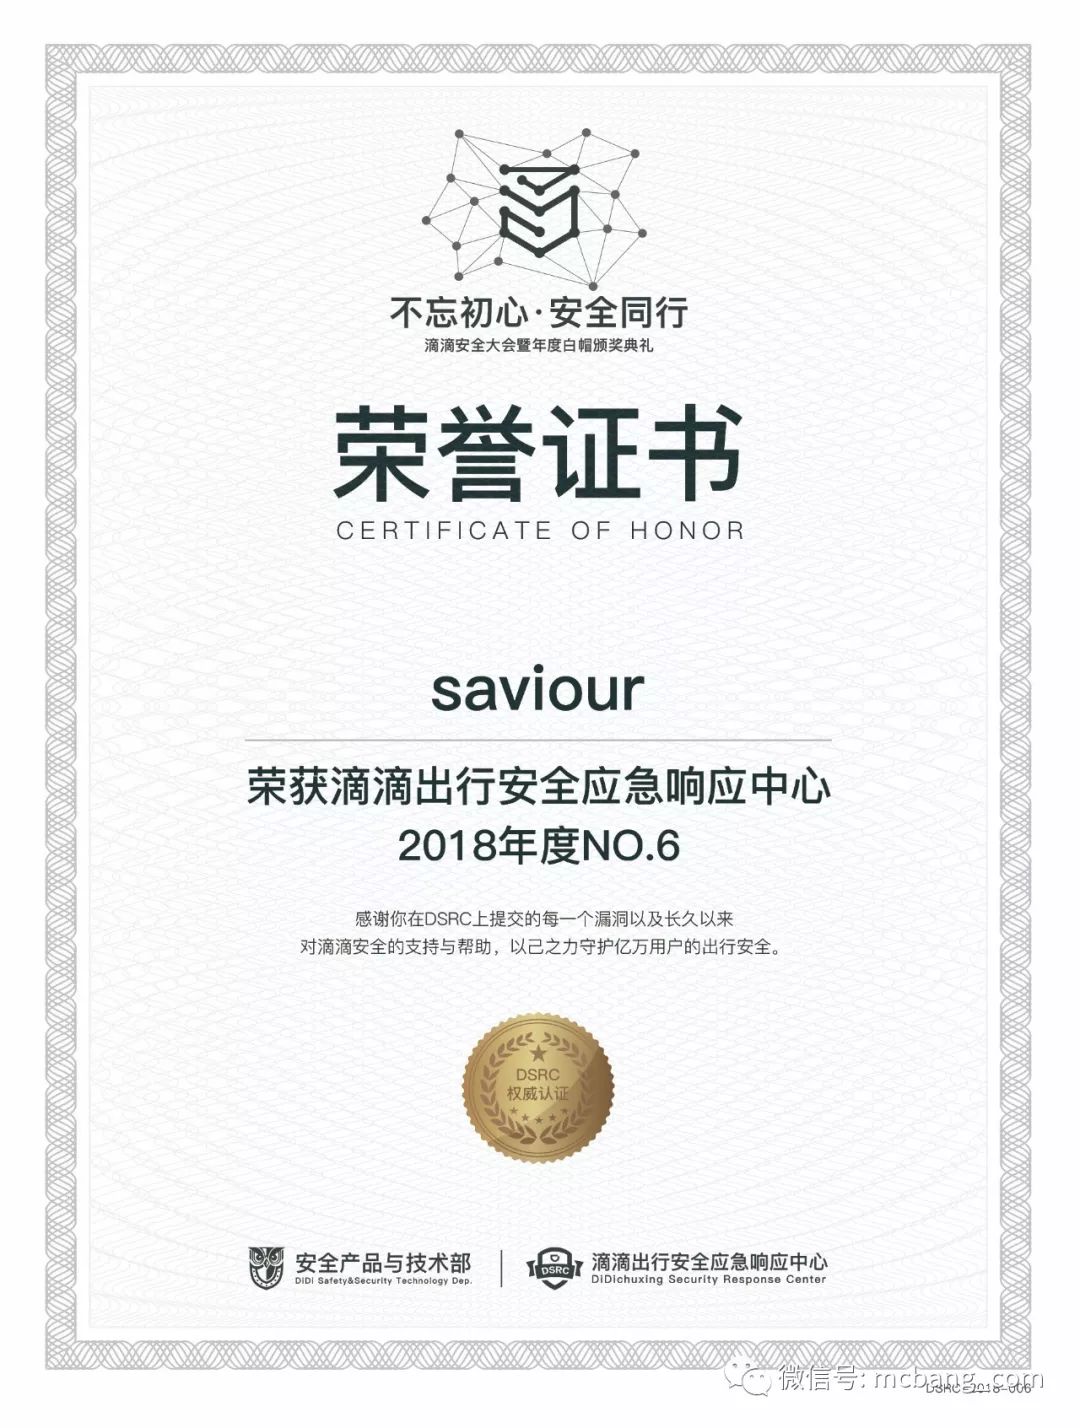 不忘初心·安全同行
滴滴安全大会暨年度白帽颁奖典礼
荣誉证书
CERTIFICATE OF HONOR
saviour
荣获滴滴出行安全应急响应中心
2018年度NO.6
感谢你在DSRC上提交的每一个漏洞以及长久以来
对滴滴安全的支持与帮助，以己之力守护亿万用户的出行安全。
DSRC
权威认证
安全产品与技术部
DiDi Safety&Security Technology Dep.
DSRC
滴滴出行安全应急响应中心
DiDichuxing Security Response Center
微信号: mcbang_com
DSRC-2018-006